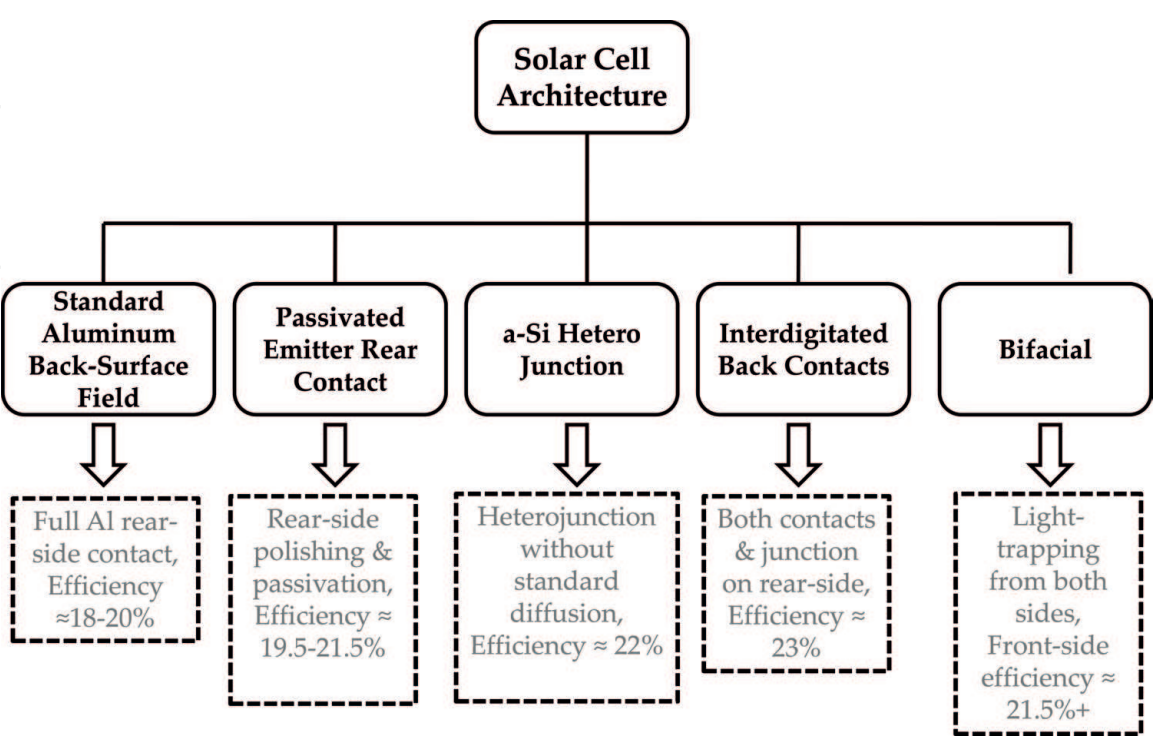 Solar Cell
Architecture
Standard
Aluminum
Back-Surface
Field
Passivated
Emitter Rear
Contact
a-Si Hetero
Junction
Interdigitated
Back Contacts
Bifacial
Full Al rear-
side contact,
Efficiency
≈18-20%
Rear-side
polishing &
passivation,
Efficiency ≈
19.5-21.5%
Heterojunction
without
standard
diffusion,
Efficiency ≈ 22%
Both contacts
& junction
on rear-side,
Efficiency ≈
23%
Light-
trapping
from both
sides,
Front-side
efficiency ≈
21.5%+